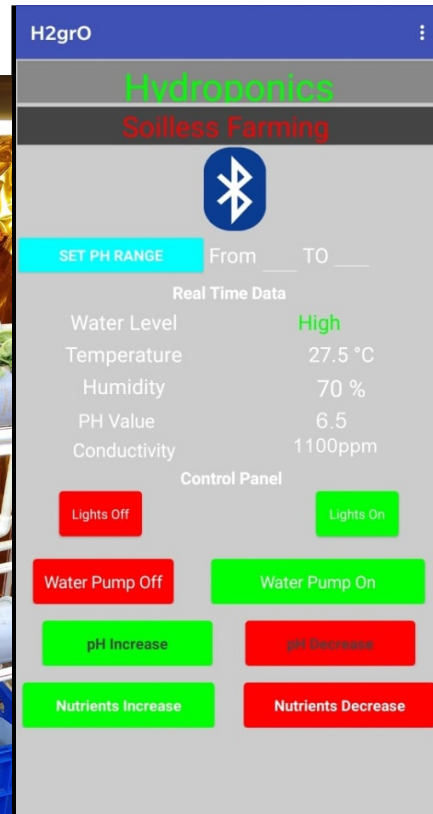 H2grO
Hydroponics
Soilless Farming
SET PH RANGE From ___ TO ___
Real Time Data
Water Level High
Temperature 27.5 °C
Humidity 70 %
PH Value 6.5
Conductivity 1100ppm
Control Panel
Lights Off Lights On
Water Pump Off Water Pump On
pH Increase pH Decrease
Nutrients Increase Nutrients Decrease